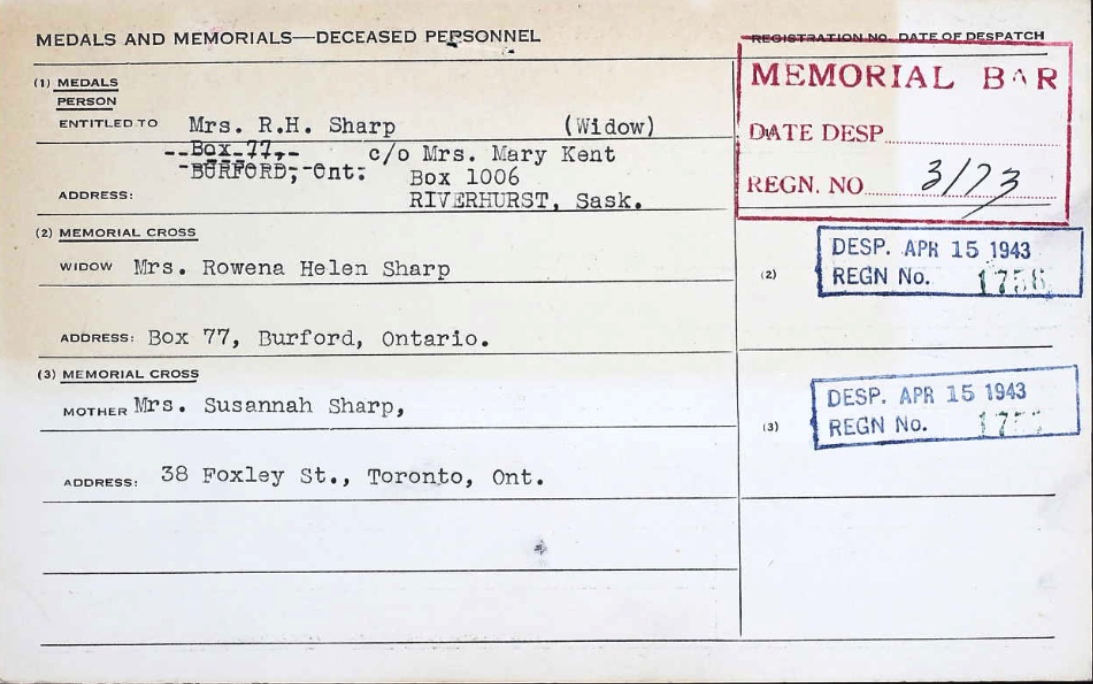 MEDALS AND MEMORIALS—DECEASED PERSONNEL
REGISTRATION NO. DATE OF DESPATCH
(1) MEDALS
PERSON
ENTITLED TO Mrs. R.H. Sharp (Widow)
Box 77, c/o Mrs. Mary Kent
BURFORD, Ont. Box 1006
ADDRESS: RIVERHURST, Sask.
MEMORIAL BAR
DATE DESP.
REGN. NO. 3173
(2) MEMORIAL CROSS
WIDOW Mrs. Rowena Helen Sharp
(2) DESP. APR 15 1943
REGN No.
ADDRESS: Box 77, Burford, Ontario.
(3) MEMORIAL CROSS
MOTHER Mrs. Susannah Sharp,
(3) DESP. APR 15 1943
REGN No.
ADDRESS: 38 Foxley St., Toronto, Ont.